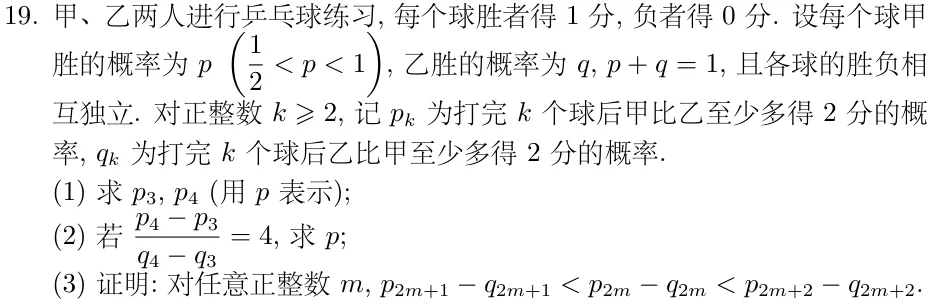 19. 甲、乙两人进行乒乓球练习, 每个球胜者得 1 分, 负者得 0 分. 设每个球甲
胜的概率为 p (1/2 < p < 1), 乙胜的概率为 q, p + q = 1, 且各球的胜负相
互独立. 对正整数 k ⩾ 2, 记 p_k 为打完 k 个球后甲比乙至少多得 2 分的概
率, q_k 为打完 k 个球后乙比甲至少多得 2 分的概率.
(1) 求 p_3, p_4 (用 p 表示);
(2) 若 (p_4 − p_3)/(q_4 − q_3) = 4, 求 p;
(3) 证明: 对任意正整数 m, p_{2m+1} − q_{2m+1} < p_{2m} − q_{2m} < p_{2m+2} − q_{2m+2}.